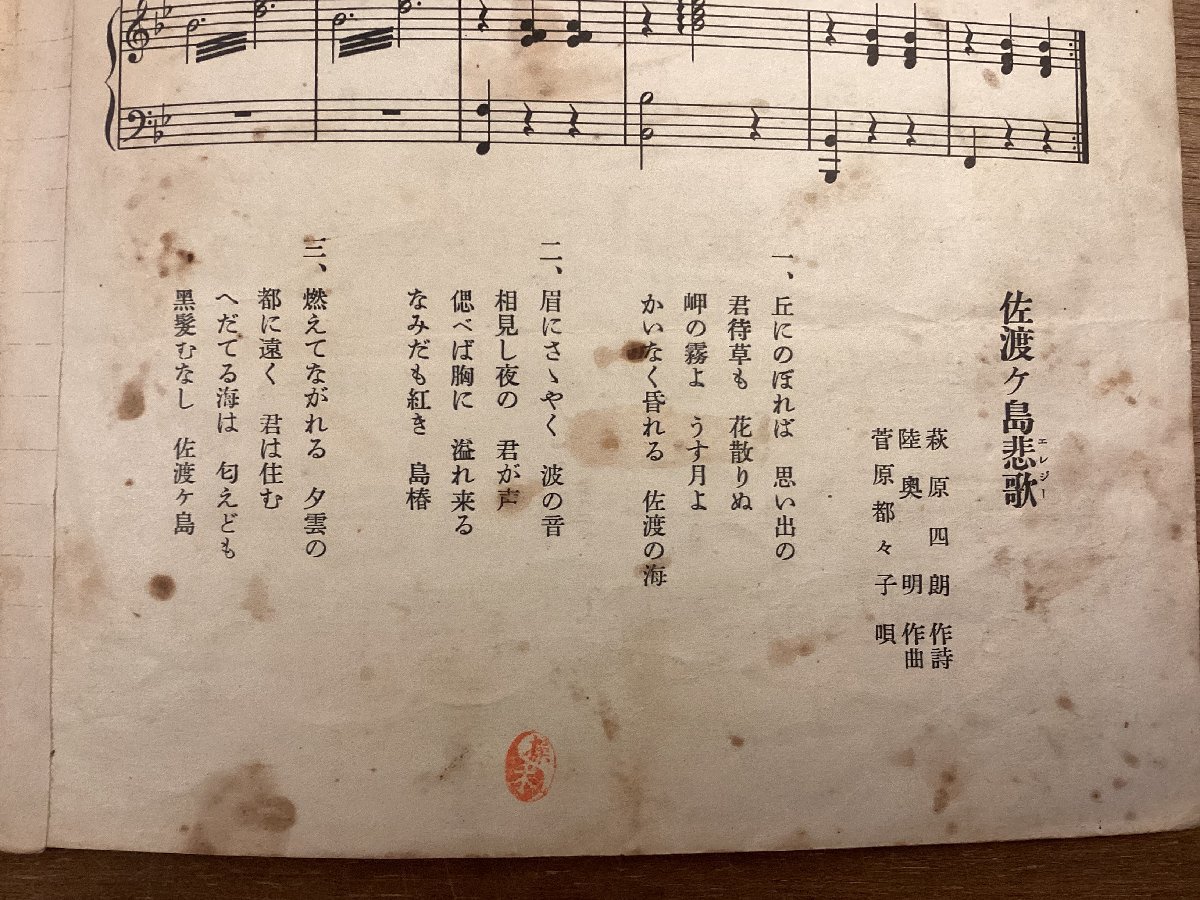 佐渡ヶ島悲歌
エレジー
萩原四朗 作詩
陸奥明 作曲
菅原都々子 唄
一、丘にのぼれば 思い出の
君待草も 花散りぬ
岬の霧よ うす月よ
かいなく昏れる 佐渡の海
二、眉にさゝやく 波の音
相見し夜の 君が声
偲べば胸に 溢れ来る
なみだも紅き 島椿
三、燃えてながれる 夕雲の
都に遠く 君は住む
へだてる海は 匂えども
黒髪むなし 佐渡ヶ島